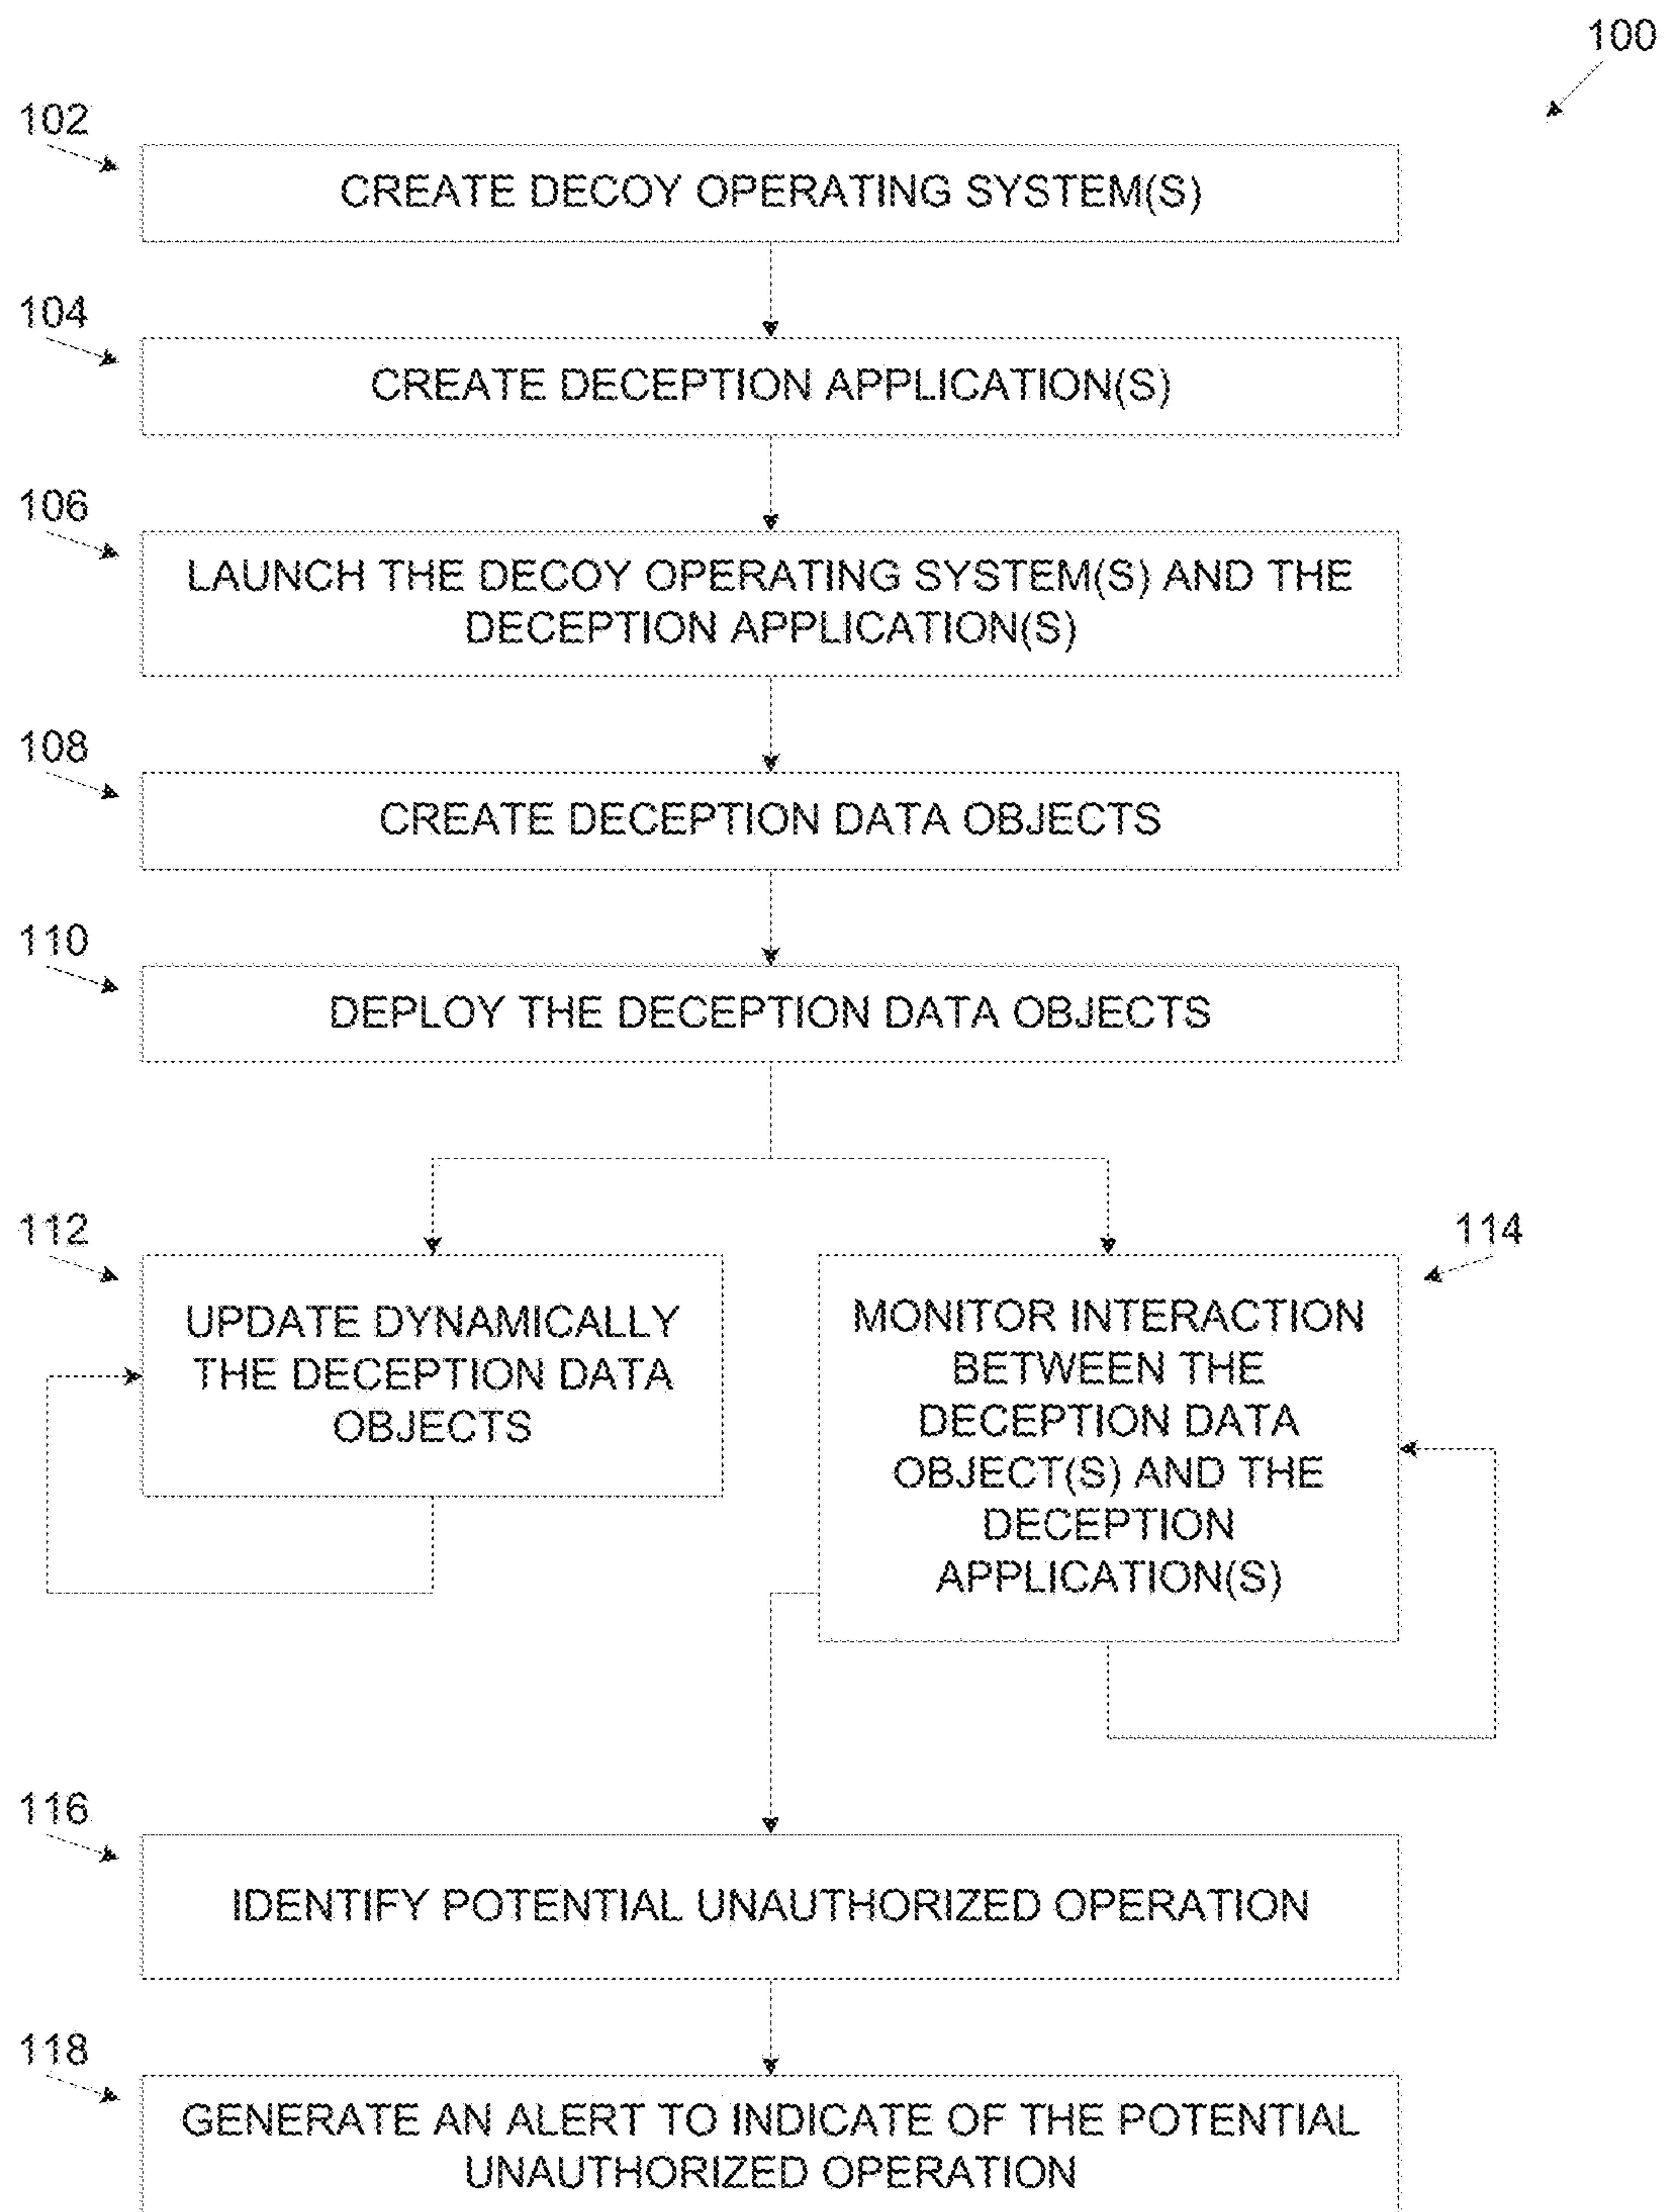 100
102
CREATE DECOY OPERATING SYSTEM(S)
104
CREATE DECEPTION APPLICATION(S)
106
LAUNCH THE DECOY OPERATING SYSTEM(S) AND THE
DECEPTION APPLICATION(S)
108
CREATE DECEPTION DATA OBJECTS
110
DEPLOY THE DECEPTION DATA OBJECTS
112
UPDATE DYNAMICALLY
THE DECEPTION DATA
OBJECTS
114
MONITOR INTERACTION
BETWEEN THE
DECEPTION DATA
OBJECT(S) AND THE
DECEPTION
APPLICATION(S)
116
IDENTIFY POTENTIAL UNAUTHORIZED OPERATION
118
GENERATE AN ALERT TO INDICATE OF THE POTENTIAL
UNAUTHORIZED OPERATION